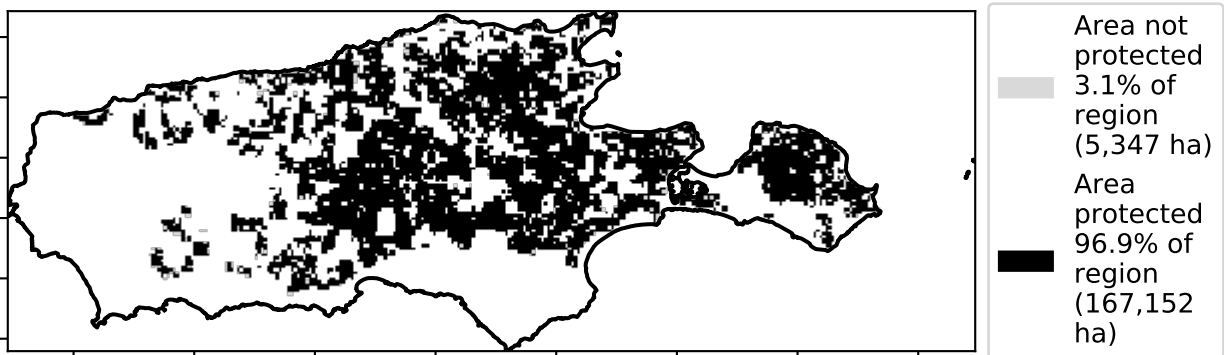 Area not
protected
3.1% of
region
(5,347 ha)
Area
protected
96.9% of
region
(167,152
ha)